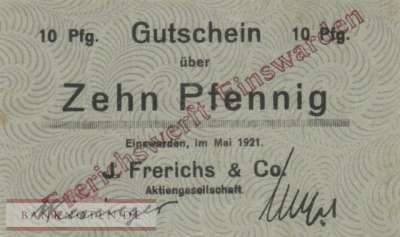 10 Pfg. Gutschein 10 Pfg.
über
Zehn Pfennig
Frerichswerft Einswarden
Einswarden, im Mai 1921.
J. Frerichs & Co.
Aktiengesellschaft